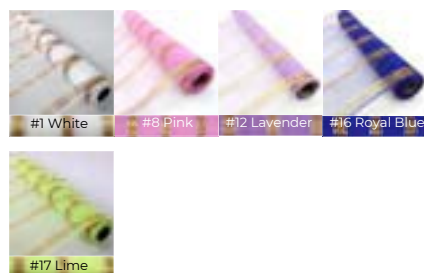 #1 White
#8 Pink
#12 Lavender
#16 Royal Blue
#17 Lime